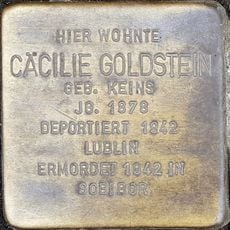 HIER WOHNTE
CÄCILIE GOLDSTEIN
GEB. KEINS
JG. 1878
DEPORTIERT 1942
LUBLIN
ERMORDET 1942 IN
SOBIBOR